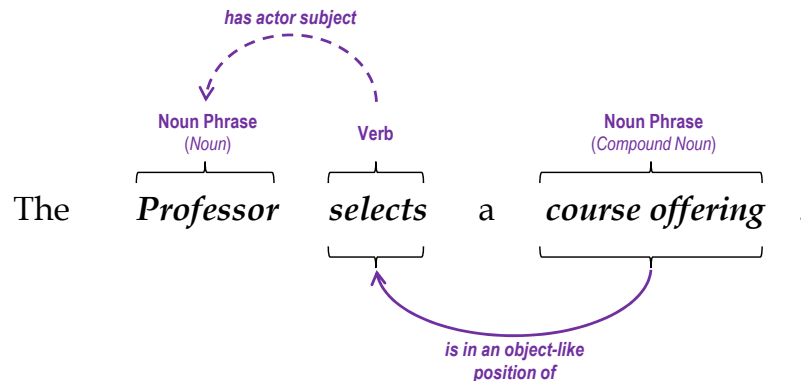 has actor subject
Noun Phrase
(Noun)
Verb
Noun Phrase
(Compound Noun)
The Professor selects a course offering .
is in an object-like
position of